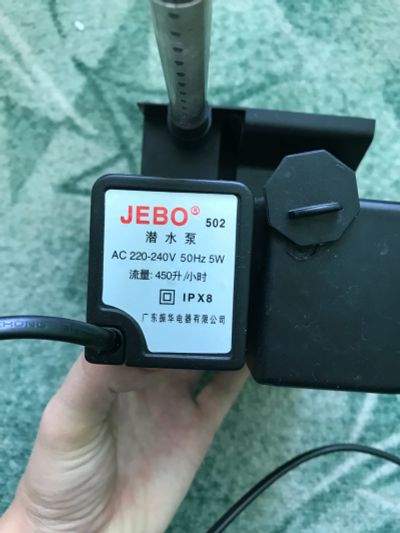 JEBO® 502
潜水泵
AC 220-240V 50Hz 5W
流量: 450升/小时
IPX8
广东振华电器有限公司